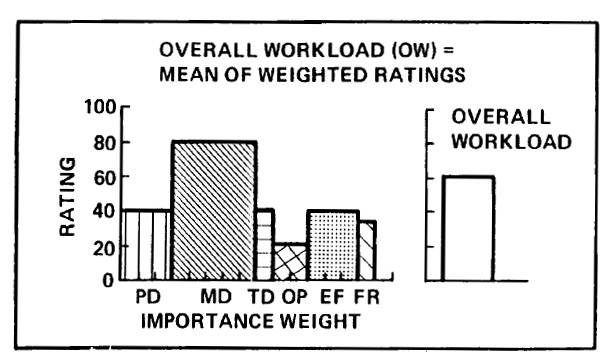 OVERALL WORKLOAD (OW) =
MEAN OF WEIGHTED RATINGS
100
80
60
40
20
0
RATING
PD MD TD OP EF FR
IMPORTANCE WEIGHT
OVERALL
WORKLOAD